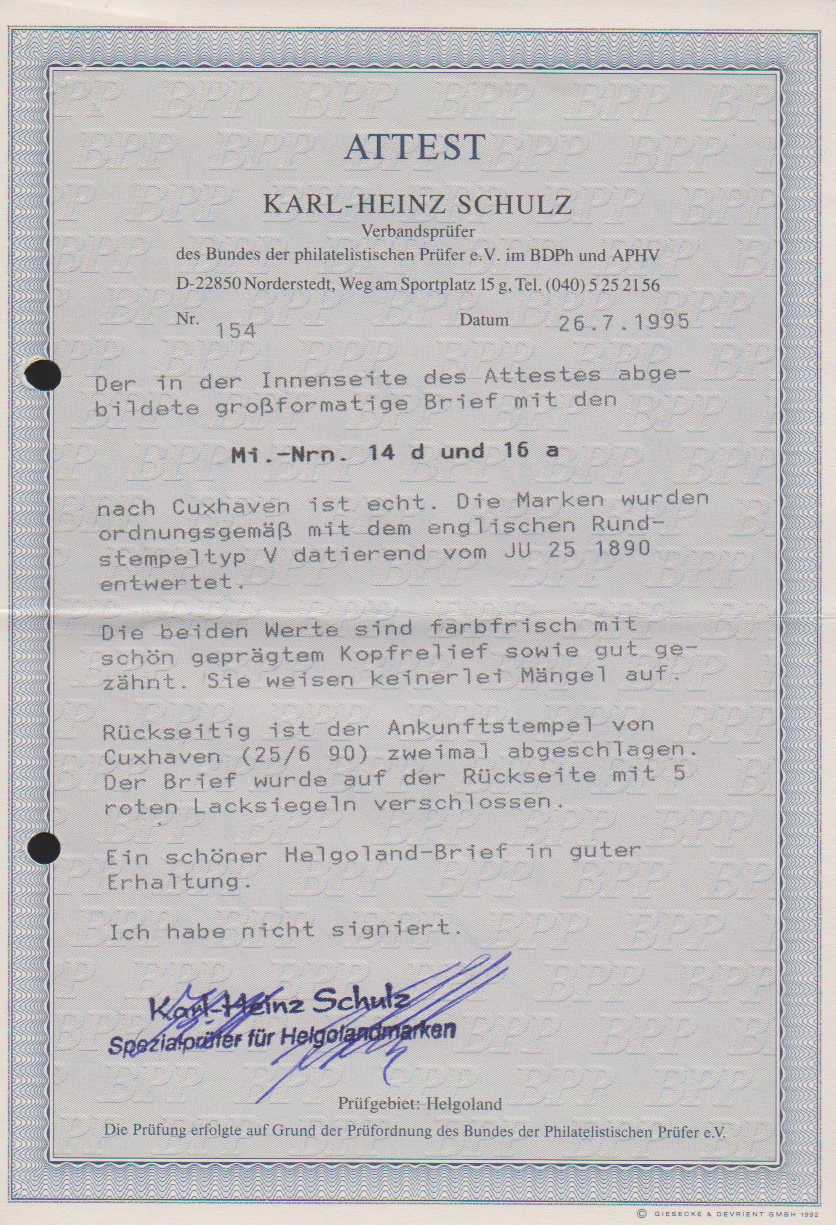 ATTEST
KARL-HEINZ SCHULZ
Verbandsprüfer
des Bundes der philatelistischen Prüfer e.V. im BDPh und APHV
D-22850 Norderstedt, Weg am Sportplatz 15 g, Tel. (040) 5 25 21 56
Nr. 154 Datum 26.7.1995
Der in der Innenseite des Attestes abge-
bildete großformatige Brief mit den
Mi.-Nrn. 14 d und 16 a
nach Cuxhaven ist echt. Die Marken wurden
ordnungsgemäß mit dem englischen Rund-
stempeltyp V datierend vom JU 25 1890
entwertet.
Die beiden Werte sind farbfrisch mit
schön geprägtem Kopfrelief sowie gut ge-
zähnt. Sie weisen keinerlei Mängel auf.
Rückseitig ist der Ankunftstempel von
Cuxhaven (25/6 90) zweimal abgeschlagen.
Der Brief wurde auf der Rückseite mit 5
roten Lacksiegeln verschlossen.
Ein schöner Helgoland-Brief in guter
Erhaltung.
Ich habe nicht signiert.
Karl-Heinz Schulz
Spezialprüfer für Helgolandmarken
Prüfgebiet: Helgoland
Die Prüfung erfolgte auf Grund der Prüfordnung des Bundes der Philatelistischen Prüfer e.V.
© GIESECKE & DEVRIENT GMBH 1992